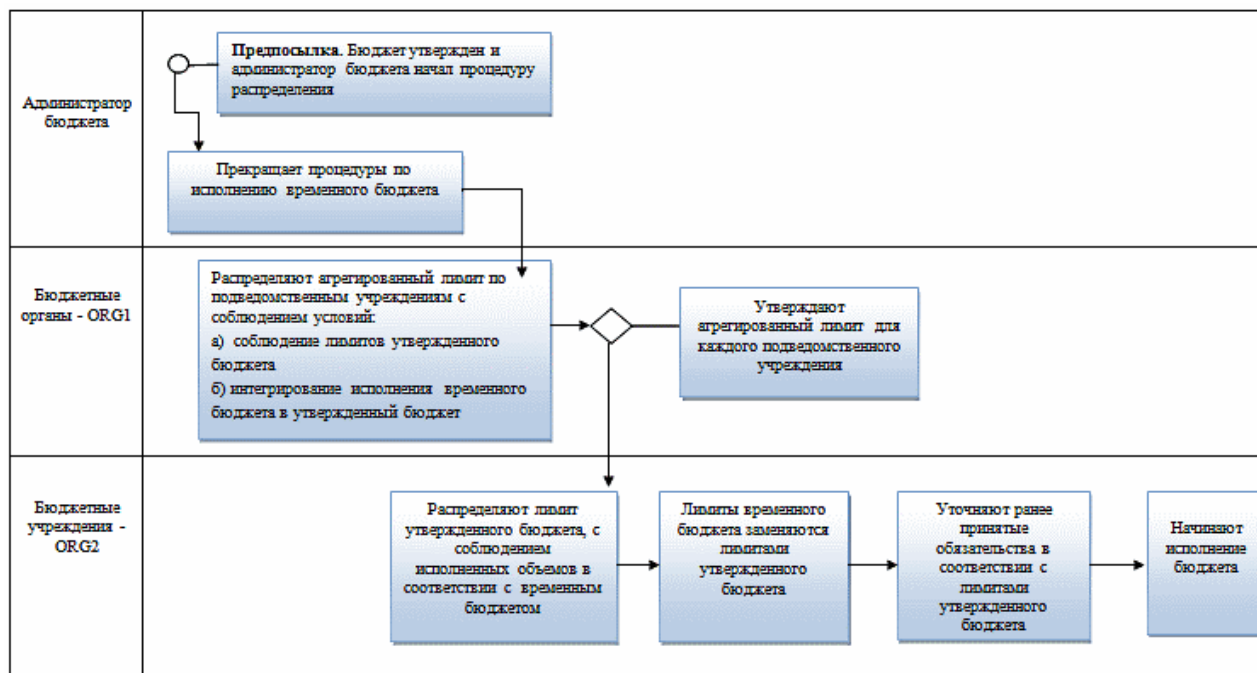 Администратор
бюджета
Предпосылка. Бюджет утвержден и
администратор бюджета начал процедуру
распределения
Прекращает процедуры по
исполнению временного бюджета
Бюджетные
органы - ORG1
Распределяют агрегированный лимит по
подведомственным учреждениям с
соблюдением условий:
а) соблюдение лимитов утвержденного
бюджета
б) интегрирование исполнения временного
бюджета в утвержденный бюджет
Утверждают
агрегированный лимит для
каждого подведомственного
учреждения
Бюджетные
учреждения -
ORG2
Распределяют лимит
утвержденного бюджета, с
соблюдением
исполненных объемов в
соответствии с временным
бюджетом
Лимиты временного
бюджета заменяются
лимитами
утвержденного
бюджета
Уточняют ранее
принятые
обязательства в
соответствии с
лимитами
утвержденного
бюджета
Начинают
исполнение
бюджета